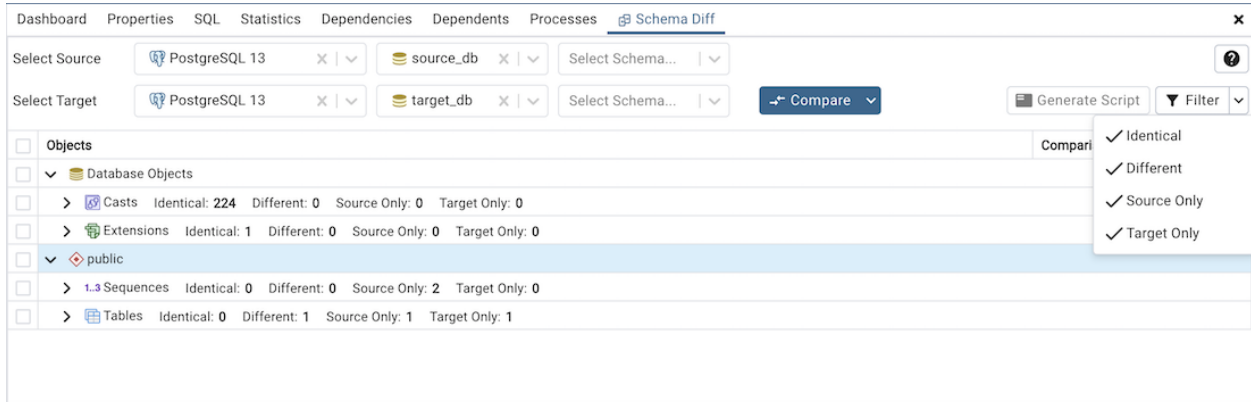 Dashboard Properties SQL Statistics Dependencies Dependents Processes Schema Diff
Select Source PostgreSQL 13 source_db Select Schema...
Select Target PostgreSQL 13 target_db Select Schema... Compare Generate Script Filter
Objects Compari
Identical
Different
Source Only
Target Only
Database Objects
Casts Identical: 224 Different: 0 Source Only: 0 Target Only: 0
Extensions Identical: 1 Different: 0 Source Only: 0 Target Only: 0
public
1..3 Sequences Identical: 0 Different: 0 Source Only: 2 Target Only: 0
Tables Identical: 0 Different: 1 Source Only: 1 Target Only: 1